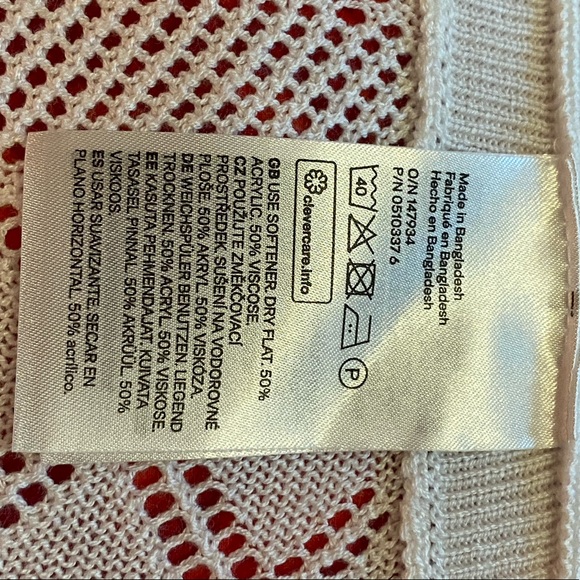 Made in Bangladesh
Fabriqué en Bangladesh
Hecho en Bangladesh
O/N 147934
P/N 0510337 6
40
P
clevercare.info
GB USE SOFTENER. DRY FLAT. 50%
ACRYLIC. 50% VISCOSE.
CZ POUŽIJTE ZMĚKČOVACÍ
PROSTŘEDEK. SUŠENÍ NA VODOROVNÉ
PLOŠE. 50% AKRYL. 50% VISKÓZA.
DE WEICHSPÜLER BENUTZEN. LIEGEND
TROCKNEN. 50% ACRYL. 50% VISKOSE.
EE KASUTA PEHMENDAJAT. KUIVATA
TASASEL PINNAL. 50% AKRÜÜL. 50%
VISKOOS.
ES USAR SUAVIZANTE. SECAR EN
PLANO HORIZONTAL. 50% acrílico.